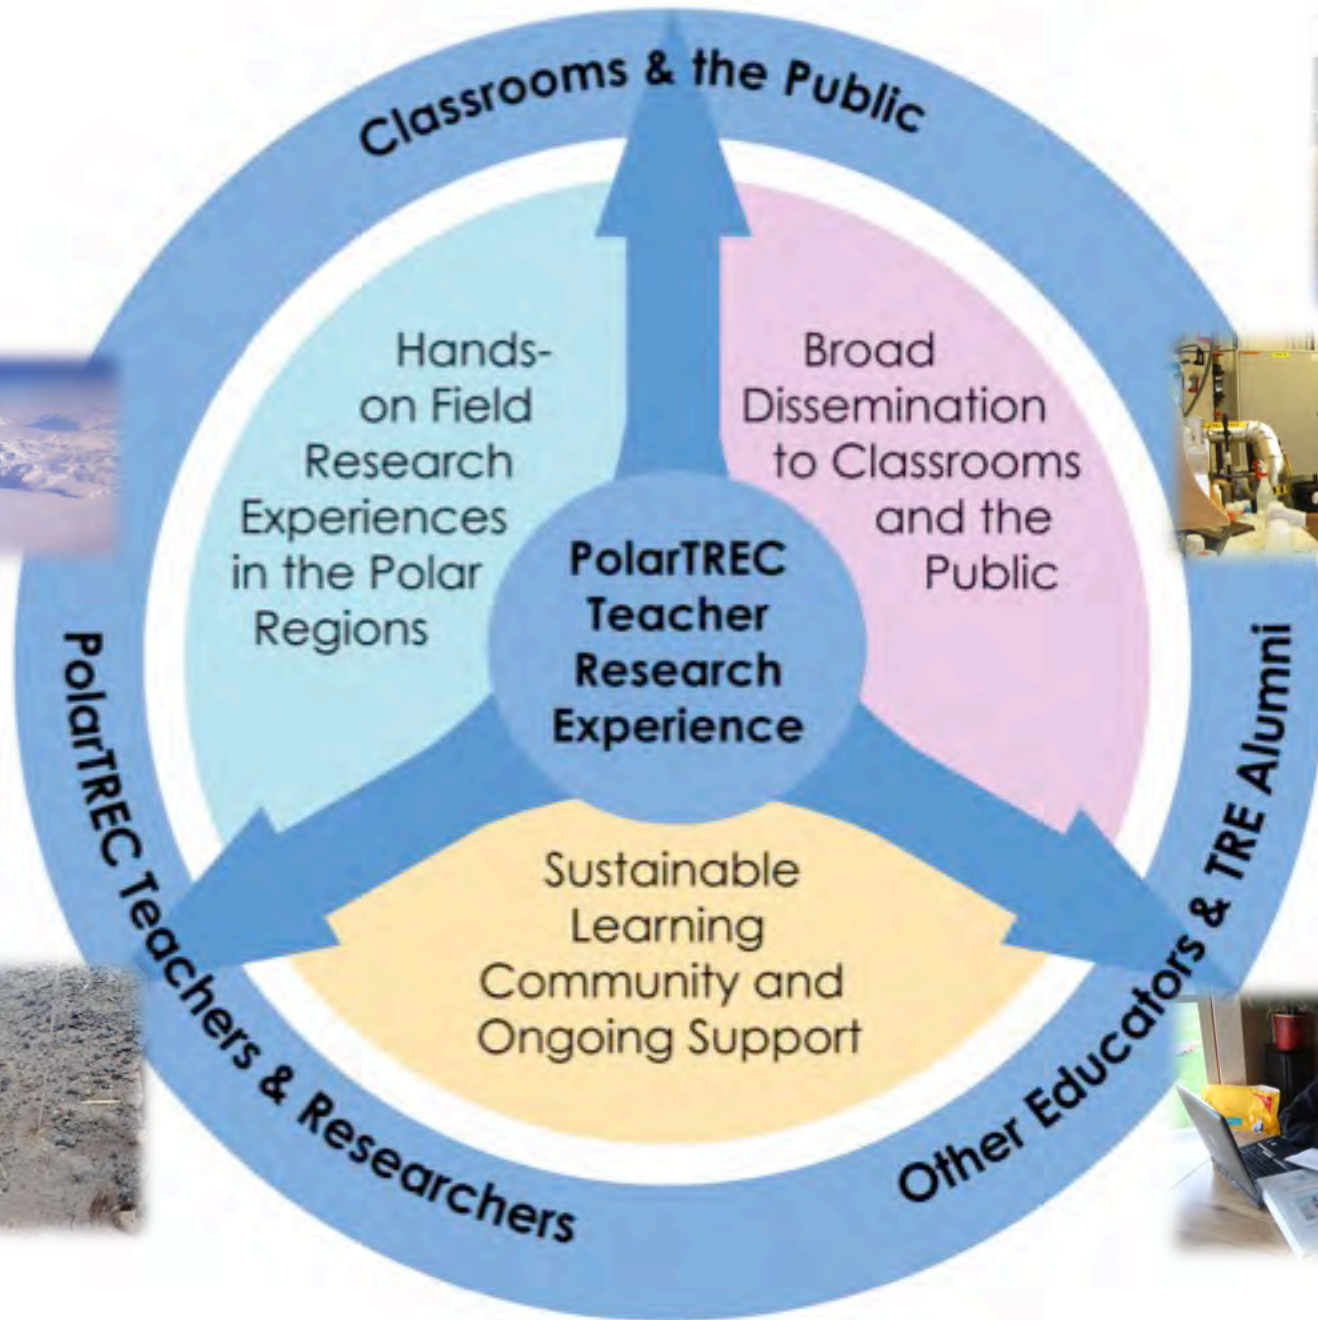 Classrooms & the Public
Hands-
on Field
Research
Experiences
in the Polar
Regions
Broad
Dissemination
to Classrooms
and the
Public
PolarTREC
Teacher
Research
Experience
Sustainable
Learning
Community and
Ongoing Support
PolarTREC Teachers & Researchers
Other Educators & TRE Alumni